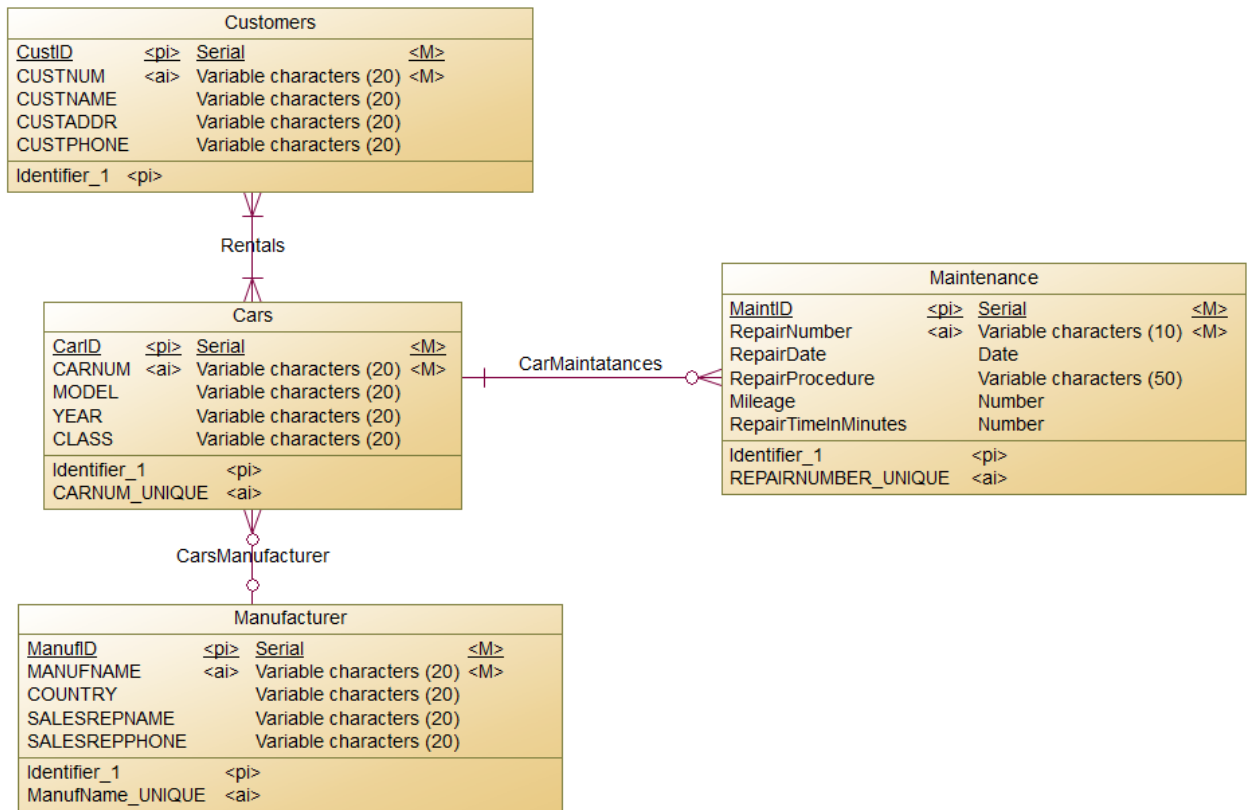 Customers
CustID <pi> Serial <M>
CUSTNUM <ai> Variable characters (20) <M>
CUSTNAME Variable characters (20)
CUSTADDR Variable characters (20)
CUSTPHONE Variable characters (20)
Identifier_1 <pi>
Rentals
Cars
CarID <pi> Serial <M>
CARNUM <ai> Variable characters (20) <M>
MODEL Variable characters (20)
YEAR Variable characters (20)
CLASS Variable characters (20)
Identifier_1 <pi>
CARNUM_UNIQUE <ai>
CarMaintatances
Maintenance
MaintID <pi> Serial <M>
RepairNumber <ai> Variable characters (10) <M>
RepairDate Date
RepairProcedure Variable characters (50)
Mileage Number
RepairTimeInMinutes Number
Identifier_1 <pi>
REPAIRNUMBER_UNIQUE <ai>
CarsManufacturer
Manufacturer
ManufID <pi> Serial <M>
MANUFNAME <ai> Variable characters (20) <M>
COUNTRY Variable characters (20)
SALESREPNAME Variable characters (20)
SALESREPPHONE Variable characters (20)
Identifier_1 <pi>
ManufName_UNIQUE <ai>